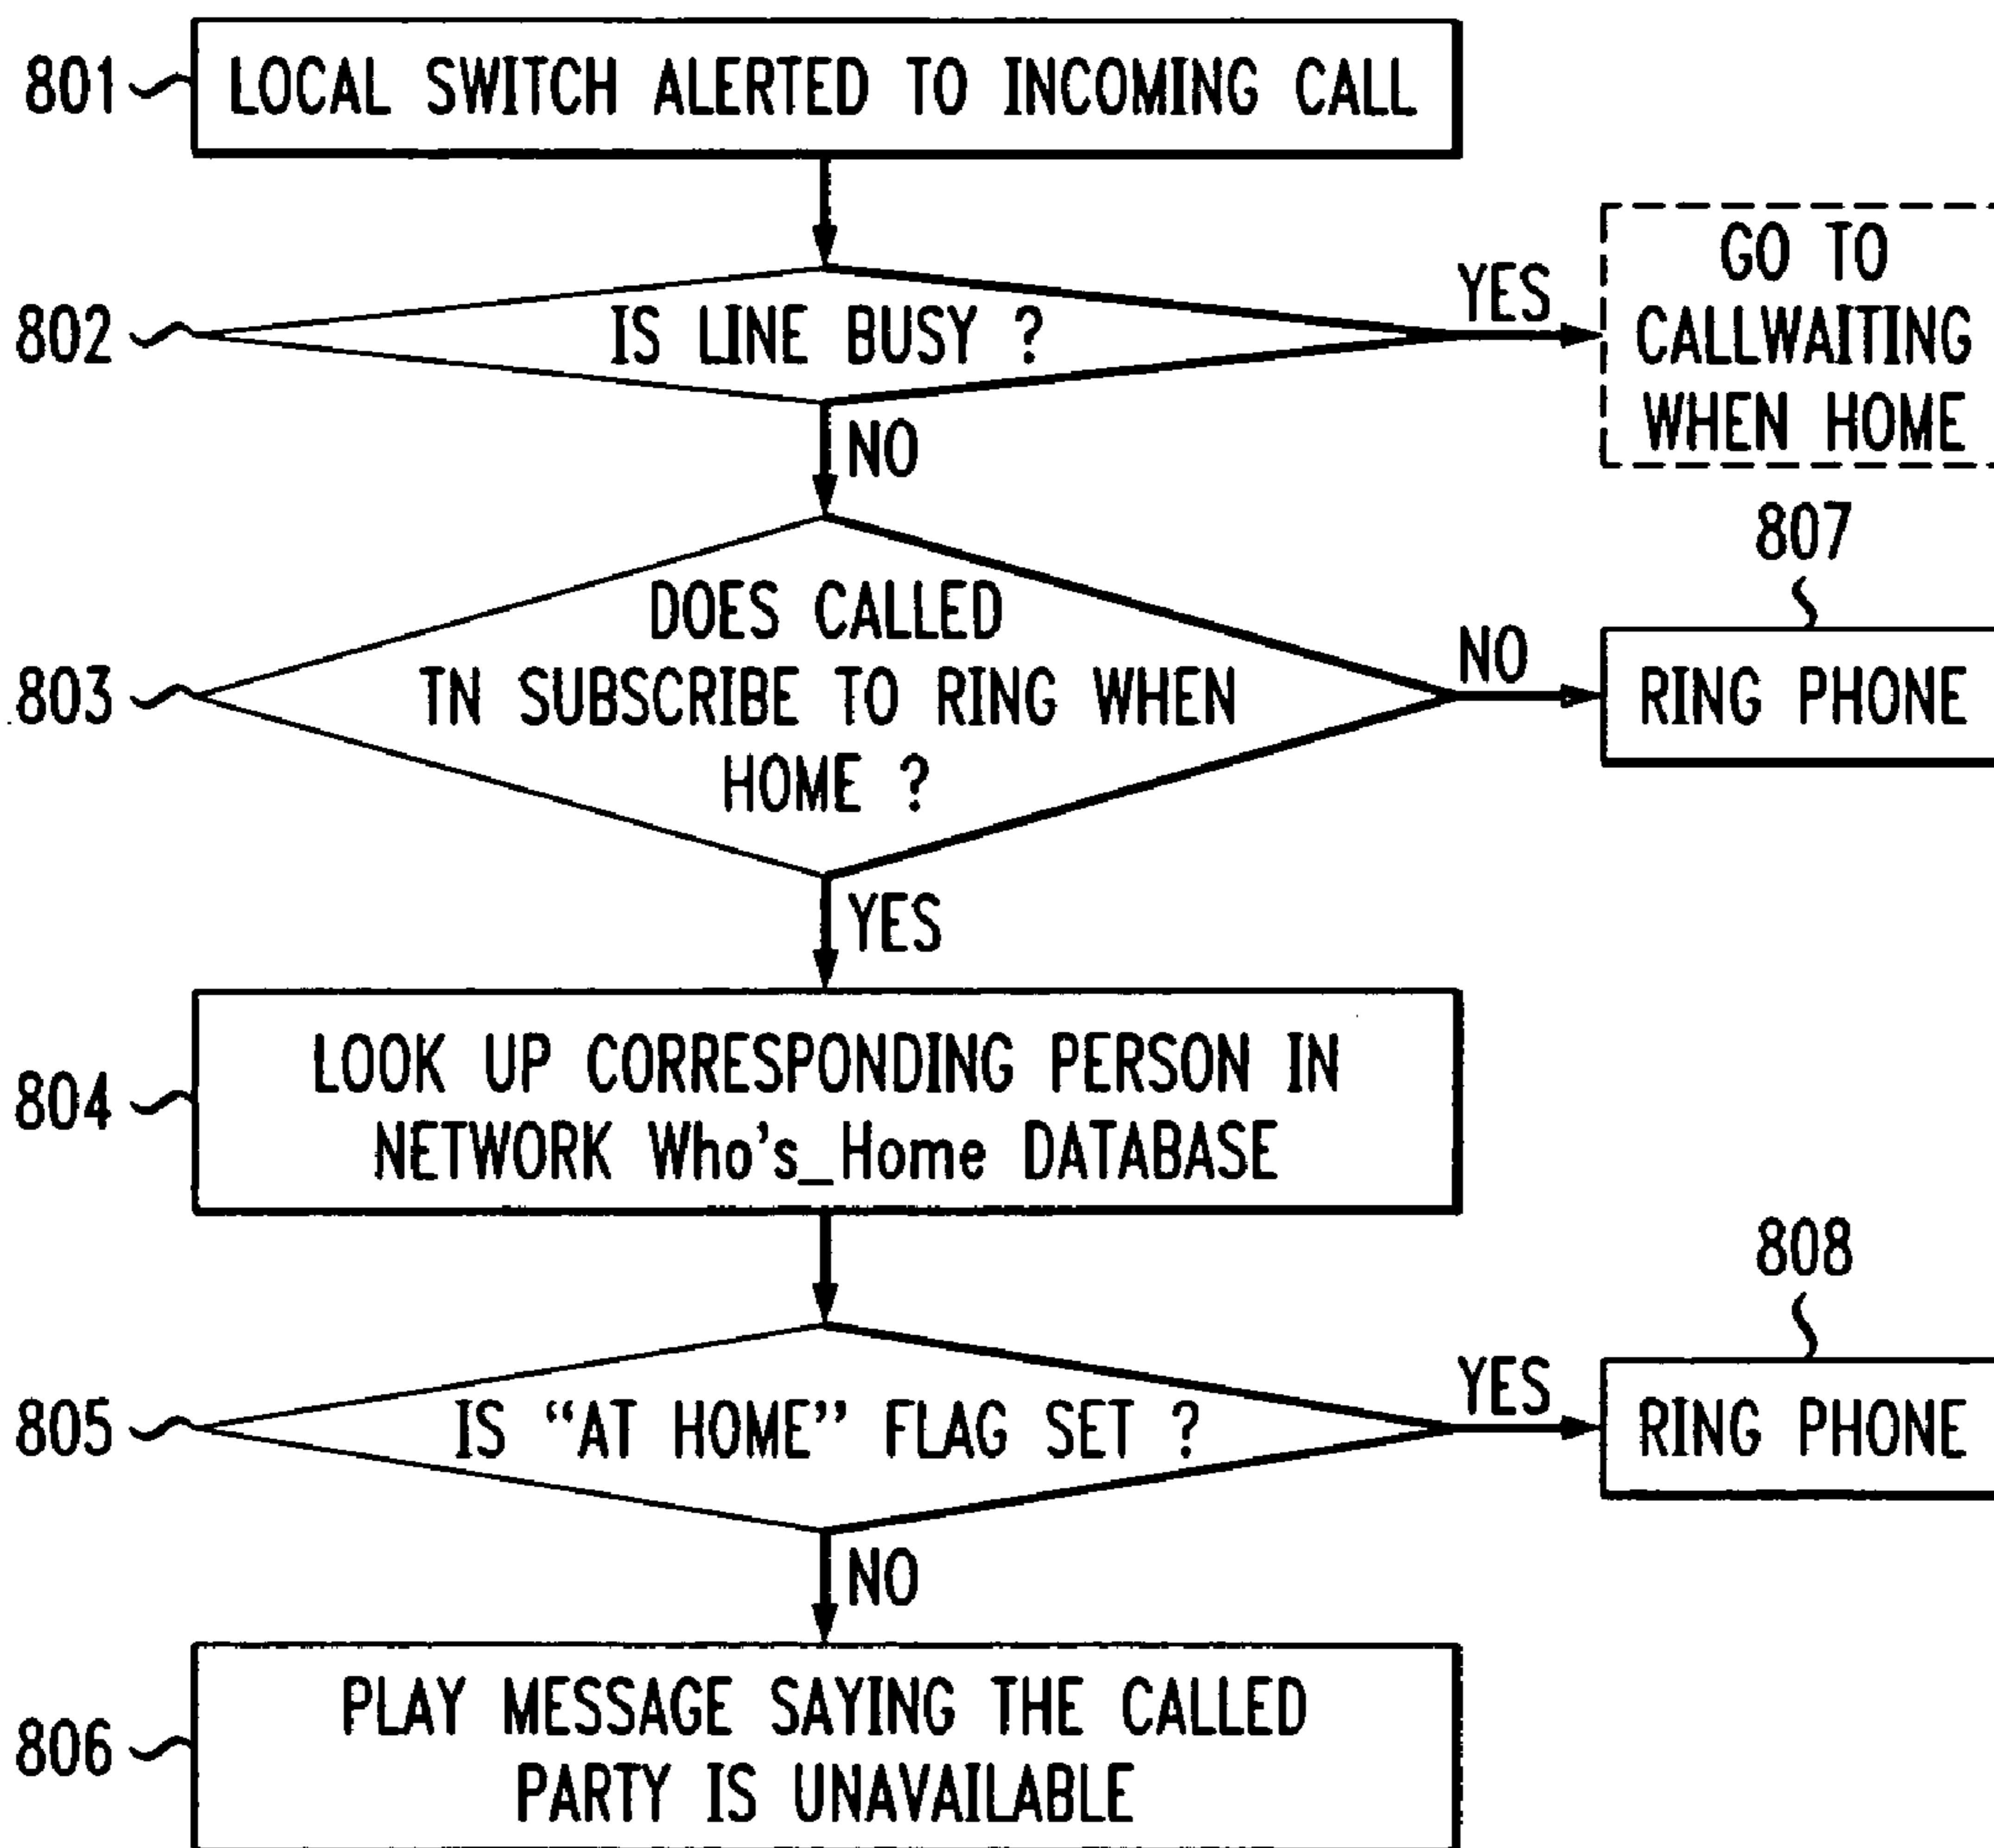 801
LOCAL SWITCH ALERTED TO INCOMING CALL
802
IS LINE BUSY ?
YES
GO TO
CALLWAITING
WHEN HOME
NO
803
DOES CALLED
TN SUBSCRIBE TO RING WHEN
HOME ?
NO
807
RING PHONE
YES
804
LOOK UP CORRESPONDING PERSON IN
NETWORK Who's_Home DATABASE
805
IS “AT HOME” FLAG SET ?
YES
808
RING PHONE
NO
806
PLAY MESSAGE SAYING THE CALLED
PARTY IS UNAVAILABLE